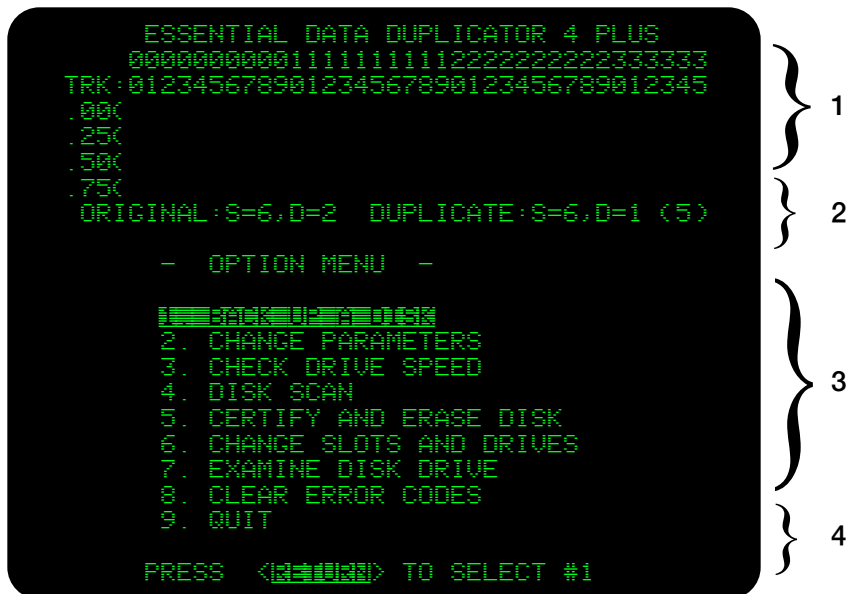 ESSENTIAL DATA DUPLICATOR 4 PLUS
000000000011111111112222222222333333
TRK:012345678901234567890123456789012345
.00(
.25(
.50(
.75(
ORIGINAL:S=6,D=2 DUPLICATE:S=6,D=1 (5)
- OPTION MENU -
1. BACK UP A DISK
2. CHANGE PARAMETERS
3. CHECK DRIVE SPEED
4. DISK SCAN
5. CERTIFY AND ERASE DISK
6. CHANGE SLOTS AND DRIVES
7. EXAMINE DISK DRIVE
8. CLEAR ERROR CODES
9. QUIT
PRESS <RETURN> TO SELECT #1
1
2
3
4